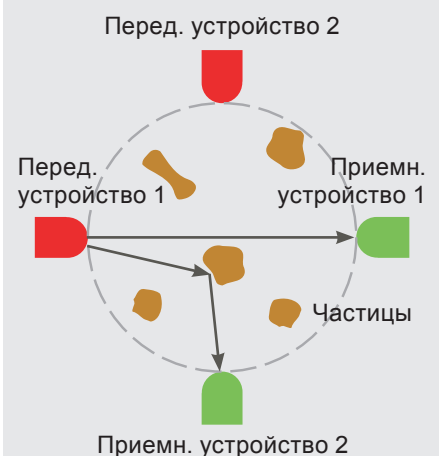 Перед. устройство 2
Перед.
устройство 1
Приемн.
устройство 1
Частицы
Приемн. устройство 2